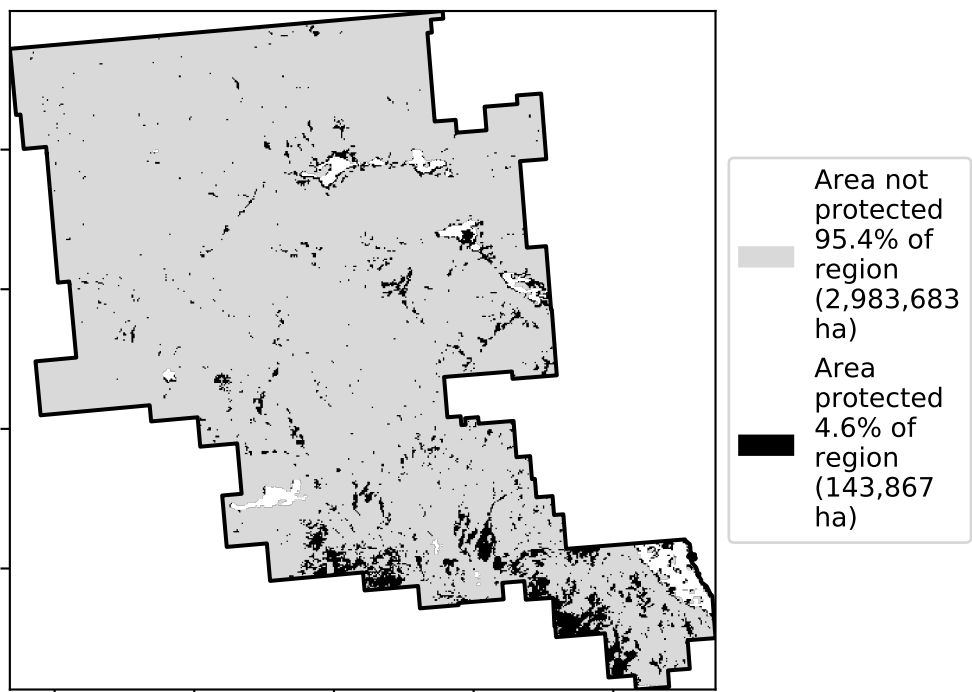 Area not
protected
95.4% of
region
(2,983,683
ha)
Area
protected
4.6% of
region
(143,867
ha)